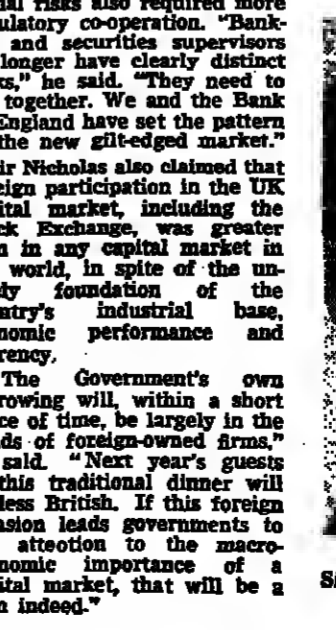 ial risks also required more
ulatory co-operation. "Bank-
and securities supervisors
longer have clearly distinct
ks," he said. "They need to
together. We and the Bank
England have set the pattern
the new gilt-edged market."
ir Nicholas also claimed that
eign participation in the UK
ital market, including the
ck Exchange, was greater
n in any capital market in
world, in spite of the un-
dy foundation of the
ntry's industrial base,
nomic performance and
rency.
The Government's own
rowing will, within a short
ce of time, be largely in the
ds of foreign-owned firms,"
said. "Next year's guests
this traditional dinner will
less British. If this foreign
asion leads governments to
atteotion to the macro-
nomic importance of a
ital market, that will be a
n indeed."